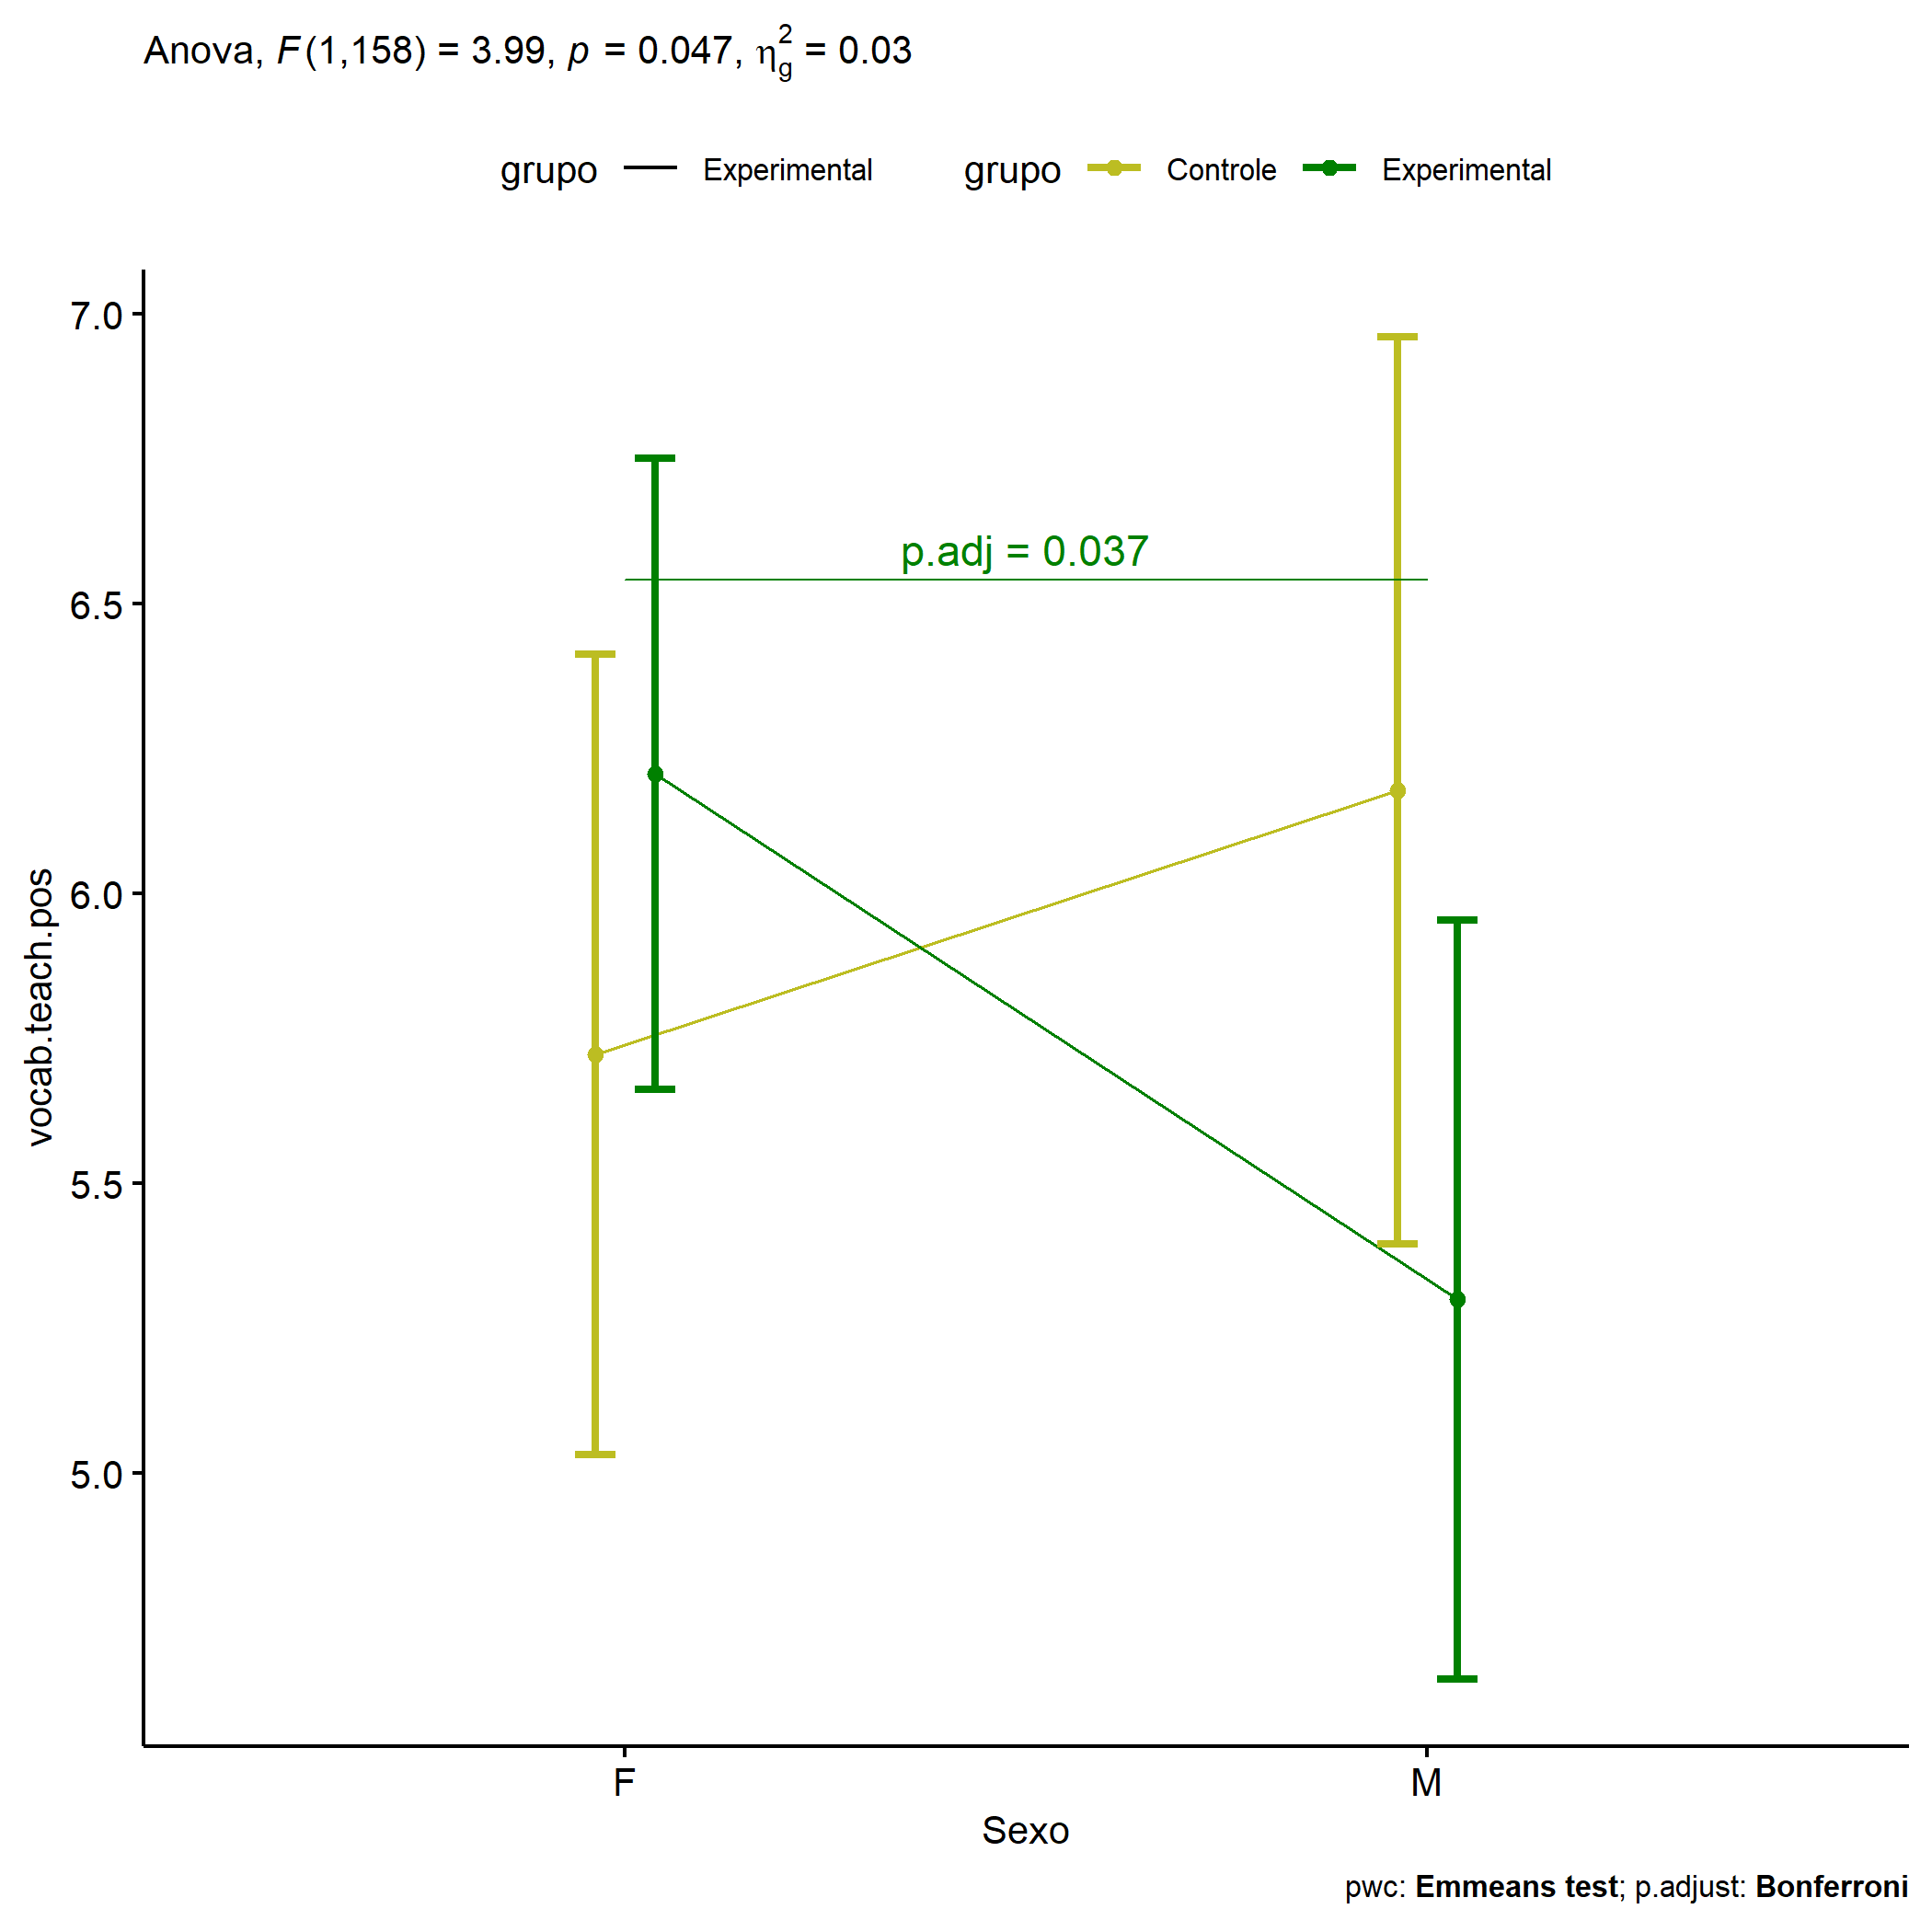 Anova, F(1,158) = 3.99, p = 0.047, η²g = 0.03
grupo Experimental grupo Controle Experimental
7.0
6.5
6.0
5.5
5.0
vocab.teach.pos
p.adj = 0.037
F M
Sexo
pwc: Emmeans test; p.adjust: Bonferroni